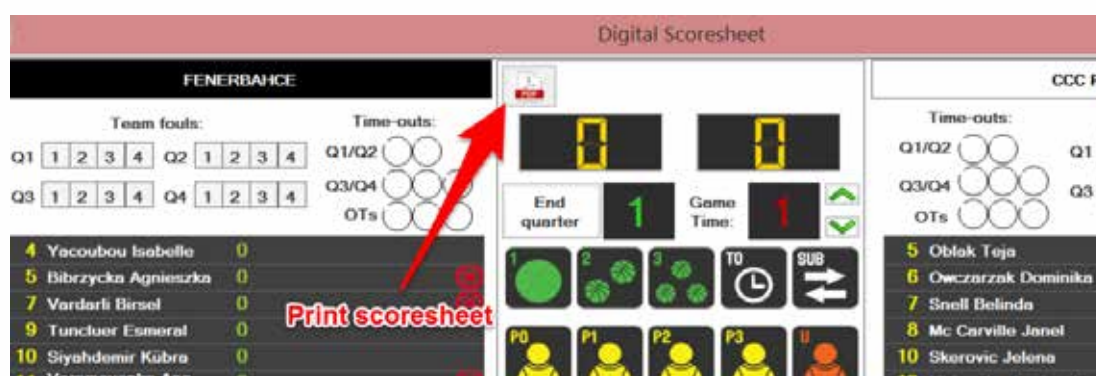 Digital Scoresheet
FENERBAHCE
Team fouls:
Time-outs:
Q1 1 2 3 4 Q2 1 2 3 4
Q1/Q2
Q3 1 2 3 4 Q4 1 2 3 4
Q3/Q4
OTs
4 Yacoubou Isabelle 0
5 Bibrzycka Agnieszka 0
7 Vardarli Birsel 0
9 Tuncluer Esmeral 0
10 Siyahdemir Kübra 0
PDF
0 0
End quarter
1
Game Time:
1
1 2 3 TO SUB
Print scoresheet
P0 P1 P2 P3 U
CCC
Time-outs:
Q1/Q2
Q1
Q3/Q4
Q3
OTs
5 Oblak Teja
6 Owczarzak Dominika
7 Snell Belinda
8 Mc Carville Janel
10 Skerovic Jelena